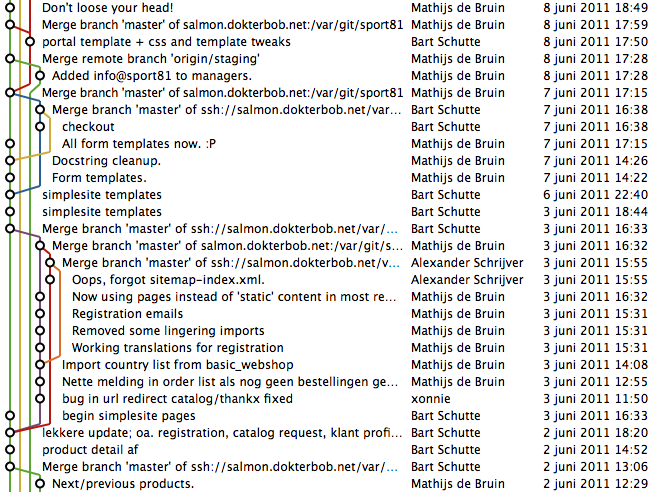 Don't loose your head! Mathijs de Bruin 8 juni 2011 18:49
Merge branch 'master' of salmon.dokterbob.net:/var/git/sport81 Mathijs de Bruin 8 juni 2011 17:59
portal template + css and template tweaks Bart Schutte 8 juni 2011 17:50
Merge remote branch 'origin/staging' Mathijs de Bruin 8 juni 2011 17:28
Added info@sport81 to managers. Mathijs de Bruin 8 juni 2011 17:28
Merge branch 'master' of salmon.dokterbob.net:/var/git/sport81 Mathijs de Bruin 7 juni 2011 17:15
Merge branch 'master' of ssh://salmon.dokterbob.net/var... Bart Schutte 7 juni 2011 16:38
checkout Bart Schutte 7 juni 2011 16:38
All form templates now. :P Mathijs de Bruin 7 juni 2011 17:15
Docstring cleanup. Mathijs de Bruin 7 juni 2011 14:26
Form templates. Mathijs de Bruin 7 juni 2011 14:22
simplesite templates Bart Schutte 6 juni 2011 22:40
simplesite templates Bart Schutte 3 juni 2011 18:44
Merge branch 'master' of ssh://salmon.dokterbob.net/var/... Bart Schutte 3 juni 2011 16:33
Merge branch 'master' of salmon.dokterbob.net:/var/git/s... Mathijs de Bruin 3 juni 2011 16:32
Merge branch 'master' of ssh://salmon.dokterbob.net/v... Alexander Schrijver 3 juni 2011 15:55
Oops, forgot sitemap-index.xml. Alexander Schrijver 3 juni 2011 15:55
Now using pages instead of 'static' content in most re... Mathijs de Bruin 3 juni 2011 16:32
Registration emails Mathijs de Bruin 3 juni 2011 15:31
Removed some lingering imports Mathijs de Bruin 3 juni 2011 15:31
Working translations for registration Mathijs de Bruin 3 juni 2011 15:31
Import country list from basic_webshop Mathijs de Bruin 3 juni 2011 14:08
Nette melding in order list als nog geen bestellingen ge... Mathijs de Bruin 3 juni 2011 12:55
bug in url redirect catalog/thankx fixed xonnie 3 juni 2011 11:50
begin simplesite pages Bart Schutte 3 juni 2011 16:33
lekkere update; oa. registration, catalog request, klant profi... Bart Schutte 2 juni 2011 18:20
product detail af Bart Schutte 2 juni 2011 14:52
Merge branch 'master' of ssh://salmon.dokterbob.net/var/... Bart Schutte 2 juni 2011 13:06
Next/previous products. Mathijs de Bruin 2 juni 2011 12:29